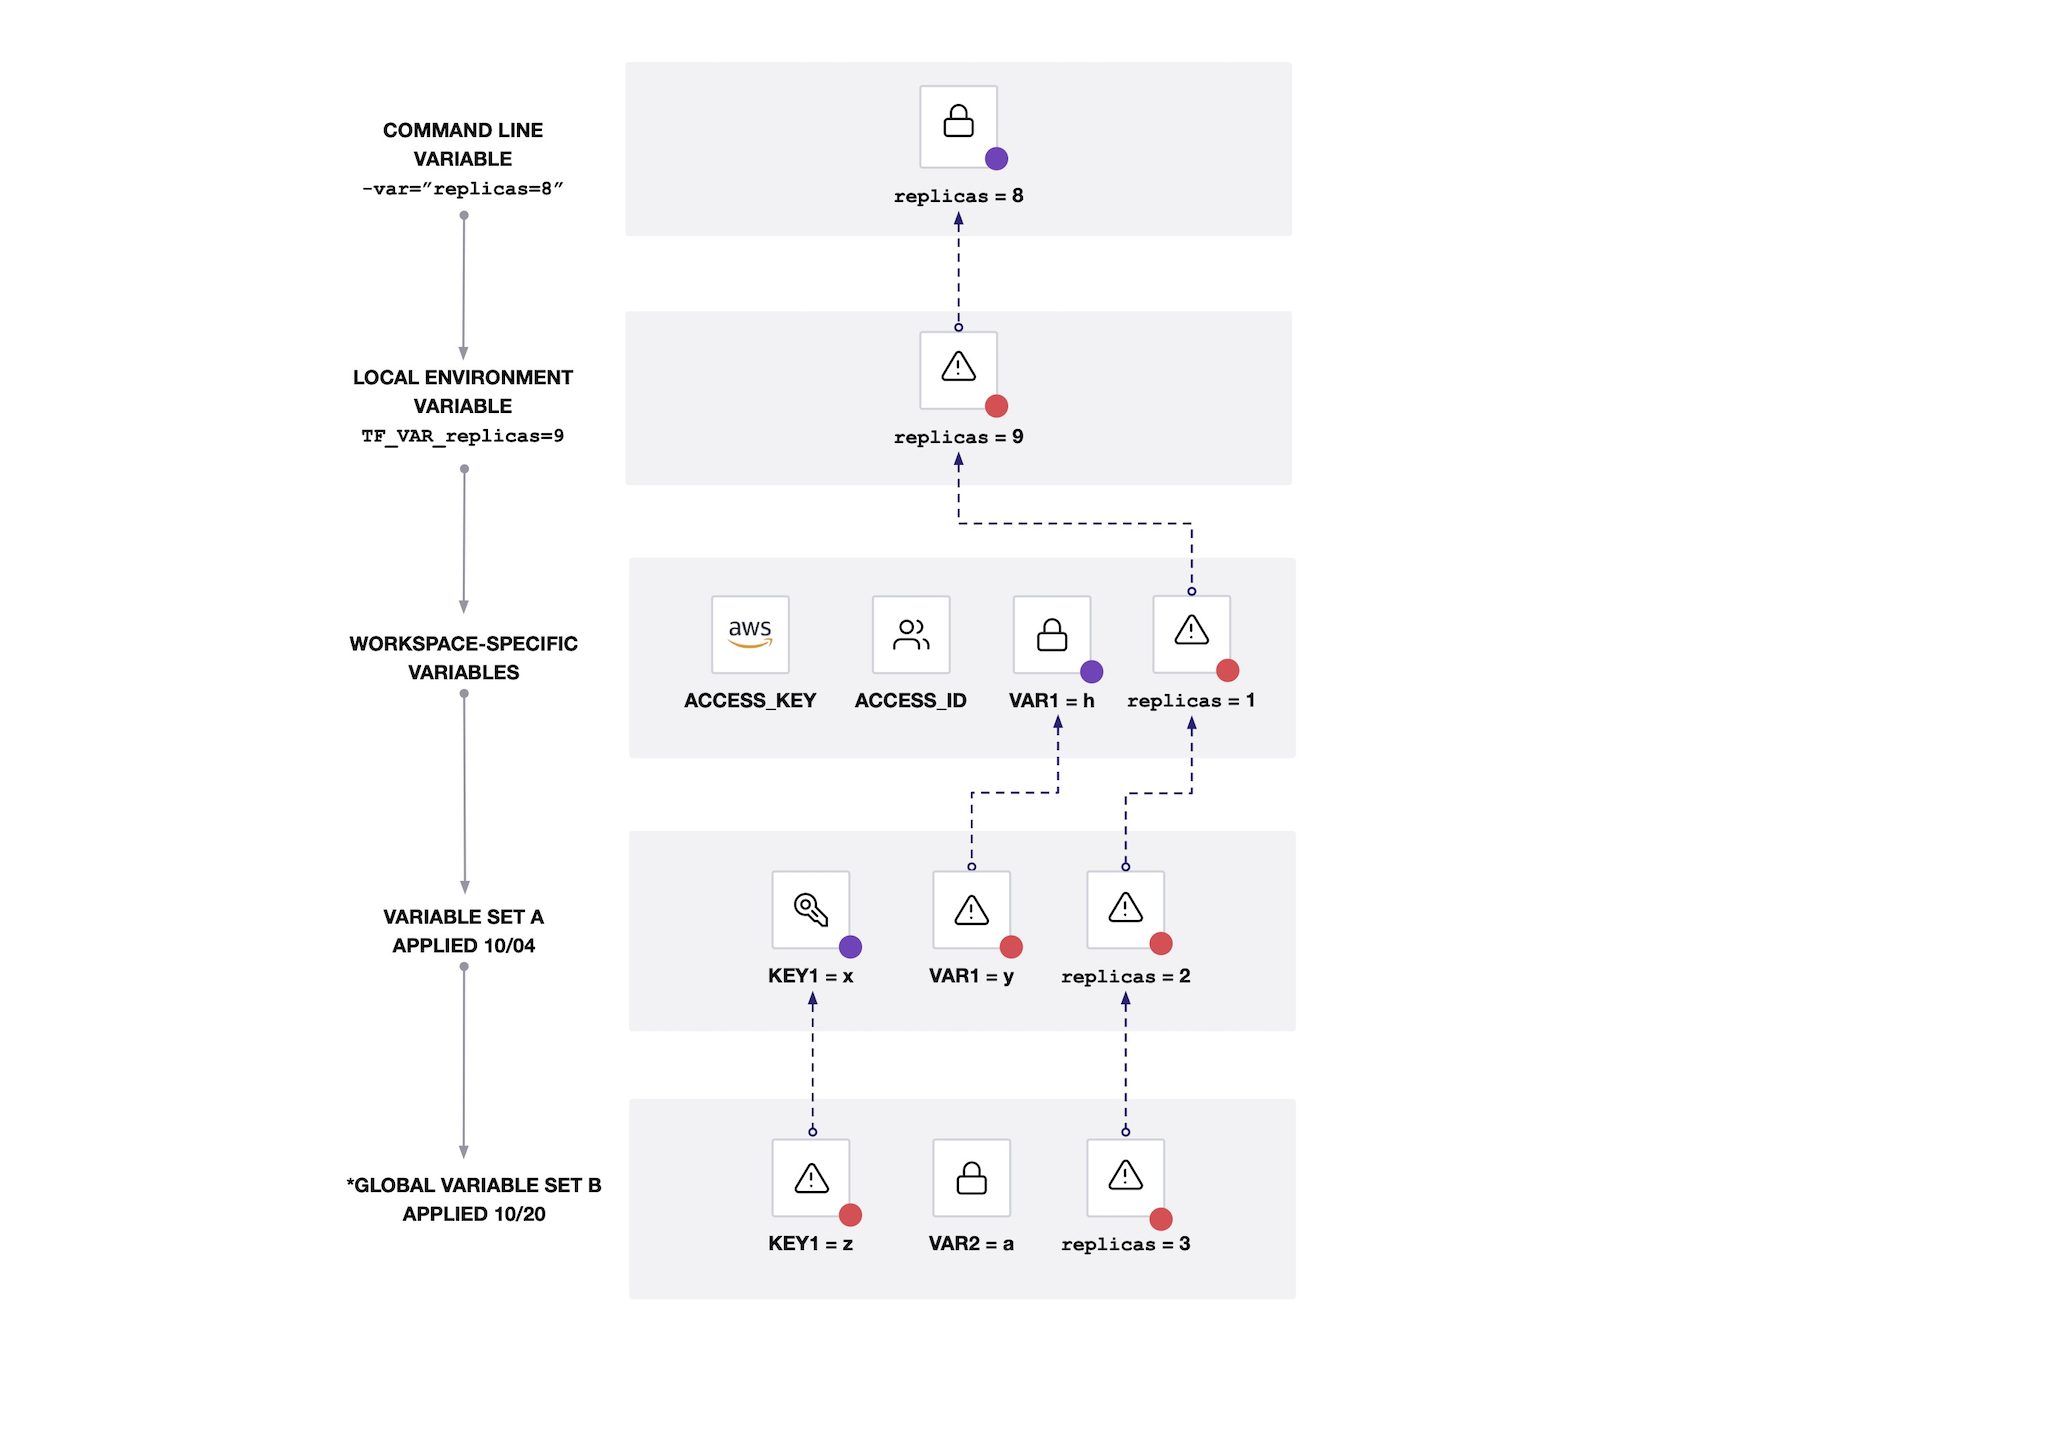 COMMAND LINE
VARIABLE
-var=”replicas=8”
replicas = 8
LOCAL ENVIRONMENT
VARIABLE
TF_VAR_replicas=9
replicas = 9
WORKSPACE-SPECIFIC
VARIABLES
aws
ACCESS_KEY
ACCESS_ID
VAR1 = h
replicas = 1
VARIABLE SET A
APPLIED 10/04
KEY1 = x
VAR1 = y
replicas = 2
*GLOBAL VARIABLE SET B
APPLIED 10/20
KEY1 = z
VAR2 = a
replicas = 3